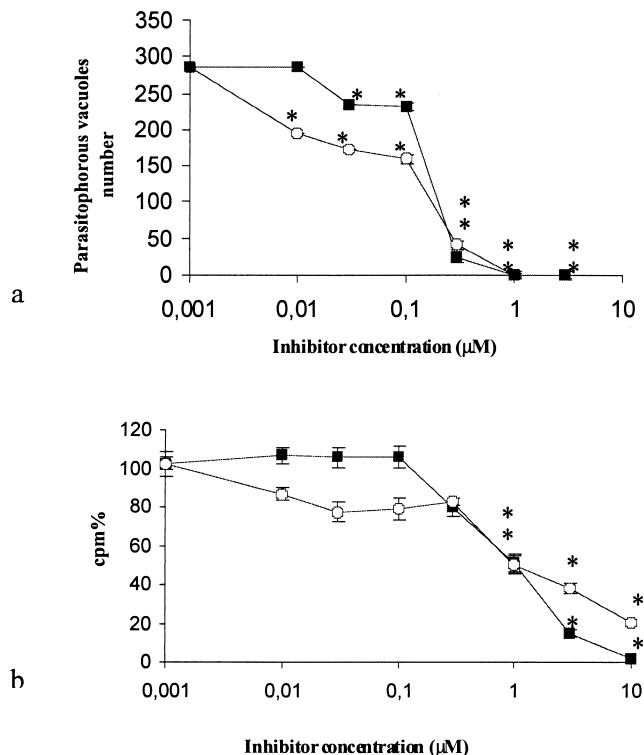 350
300
250
200
150
100
50
0
Parasitophorous vacuoles
number
* * *
* * *
*
*
* *
* *
0,001 0,01 0,1 1 10
Inhibitor concentration (µM)
a
120
100
80
60
40
20
0
cpm%
*
*
*
*
*
*
0,001 0,01 0,1 1 10
Inhibitor concentration (µM)
b